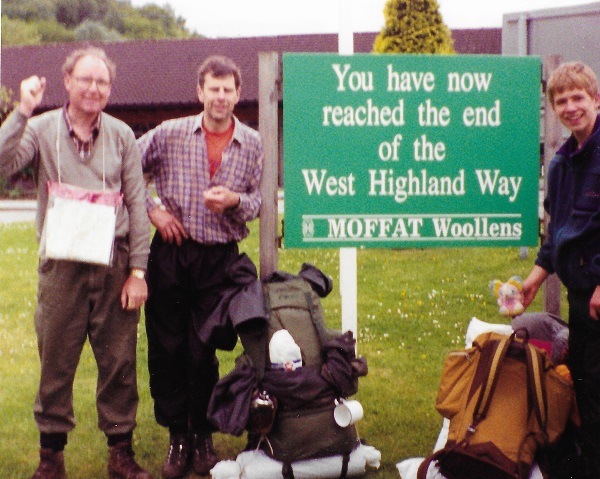 You have now
reached the end
of the
West Highland Way
MOFFAT Woollens